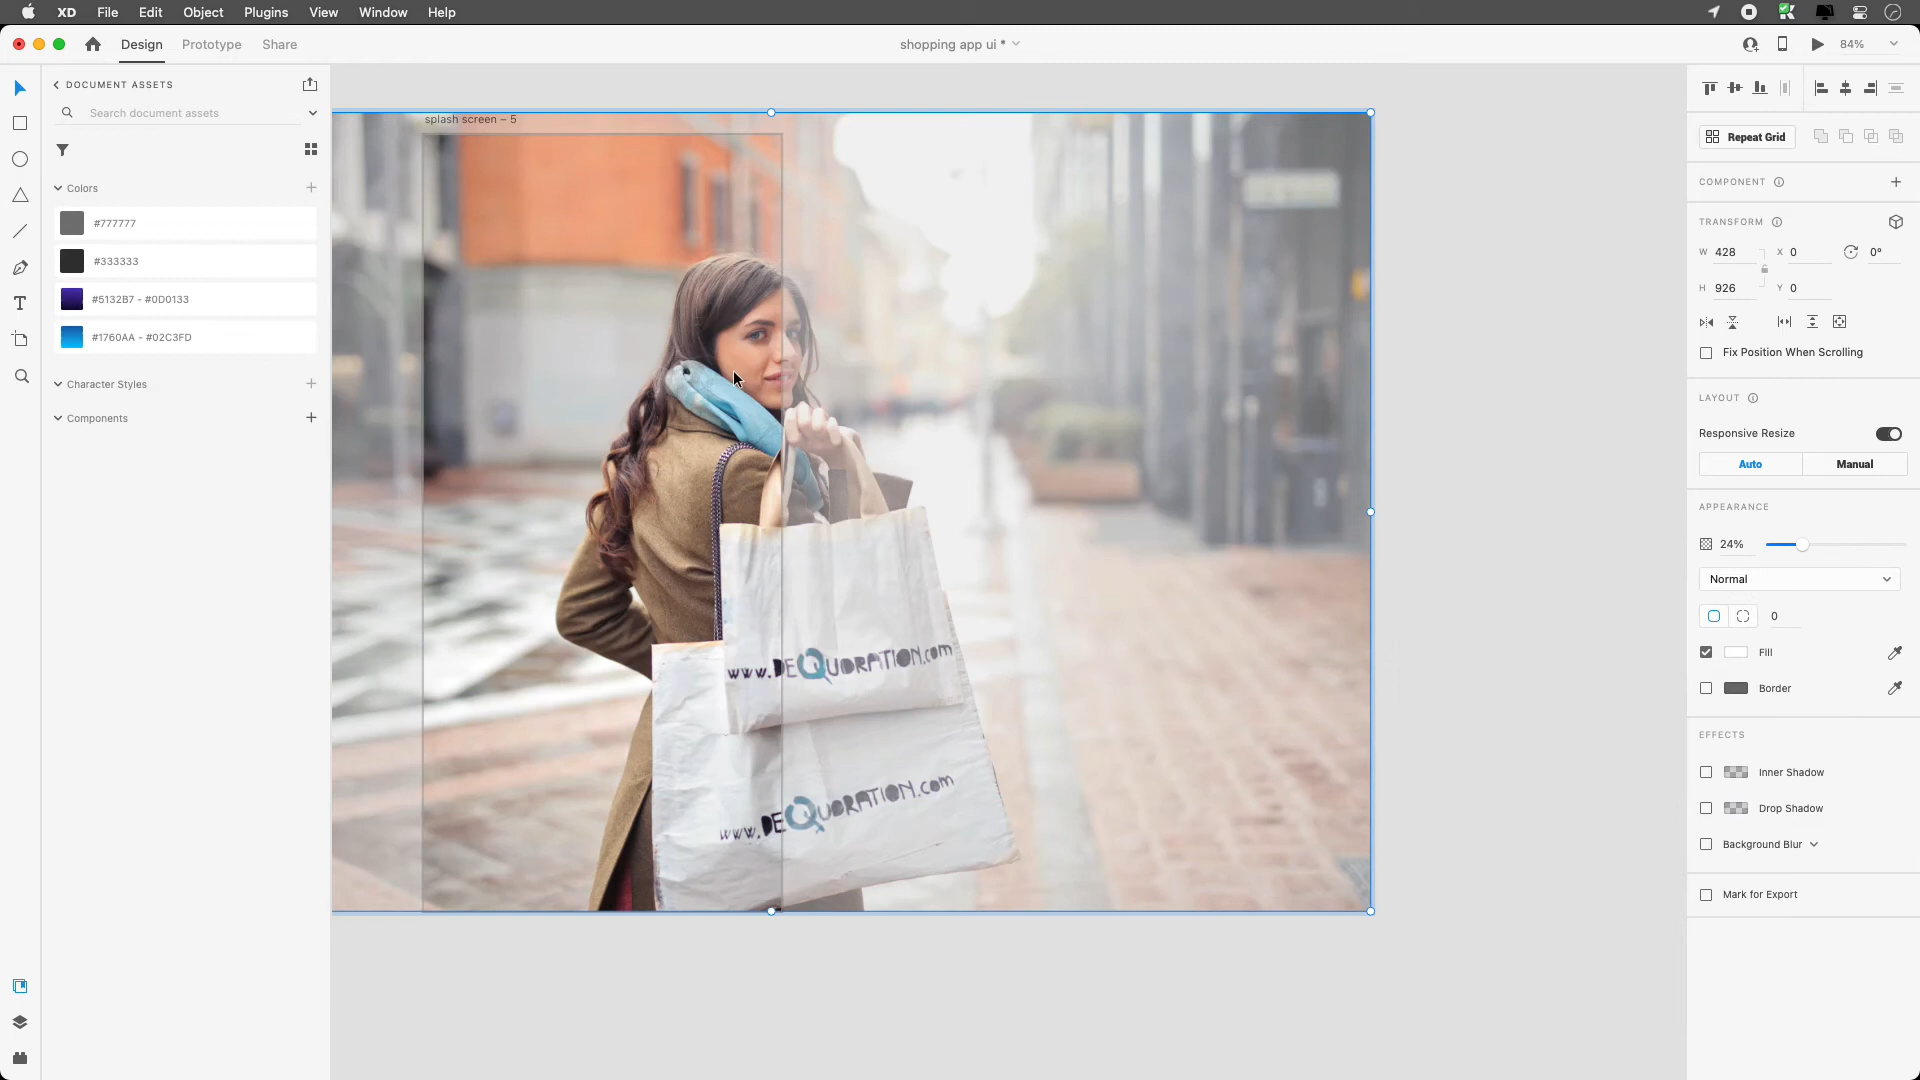 XD File Edit Object Plugins View Window Help
Design Prototype Share
shopping app ui *
84%
DOCUMENT ASSETS
Search document assets
Colors
#777777
#333333
#5132B7 - #0D0133
#1760AA - #02C3FD
Character Styles
Components
splash screen – 5
www.DEQUORATION.com
www.DEQUORATION.com
Repeat Grid
COMPONENT
TRANSFORM
W 428 X 0 0°
H 926 Y 0
Fix Position When Scrolling
LAYOUT
Responsive Resize
Auto Manual
APPEARANCE
24%
Normal
0
Fill
Border
EFFECTS
Inner Shadow
Drop Shadow
Background Blur
Mark for Export